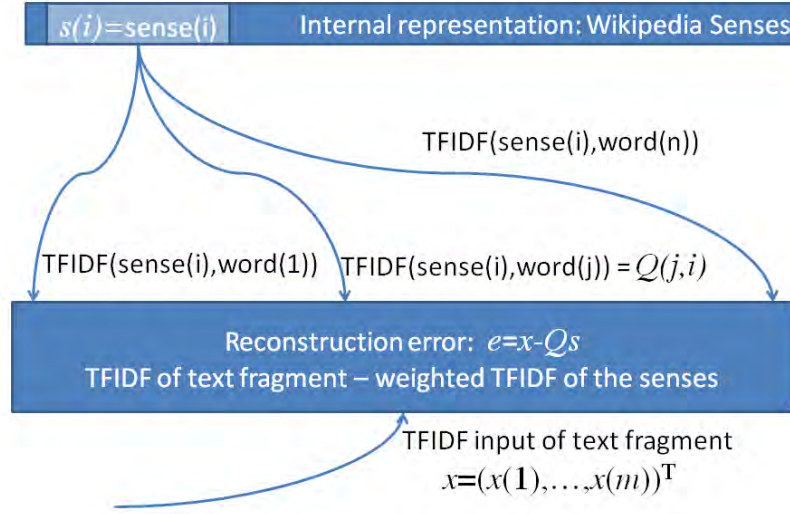 s(i)=sense(i) Internal representation: Wikipedia Senses
TFIDF(sense(i),word(n))
TFIDF(sense(i),word(1)) TFIDF(sense(i),word(j)) = Q(j,i)
Reconstruction error: e=x-Qs
TFIDF of text fragment – weighted TFIDF of the senses
TFIDF input of text fragment
x=(x(1),…,x(m))ᵀ